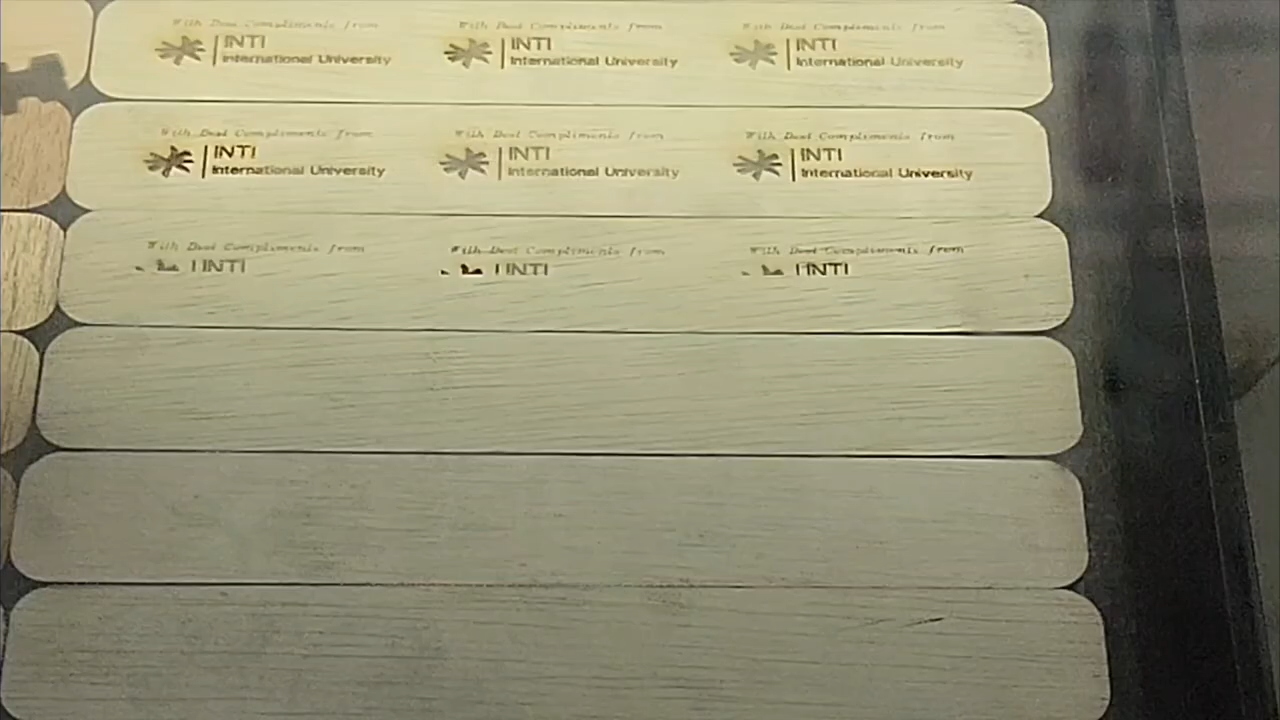 With Best Compliments from With Best Compliments from With Best Compliments from
INTI INTI INTI
International University International University International University
With Best Compliments from With Best Compliments from With Best Compliments from
INTI INTI INTI
International University International University International University
With Best Compliments from With Best Compliments from With Best Compliments from
INTI INTI INTI